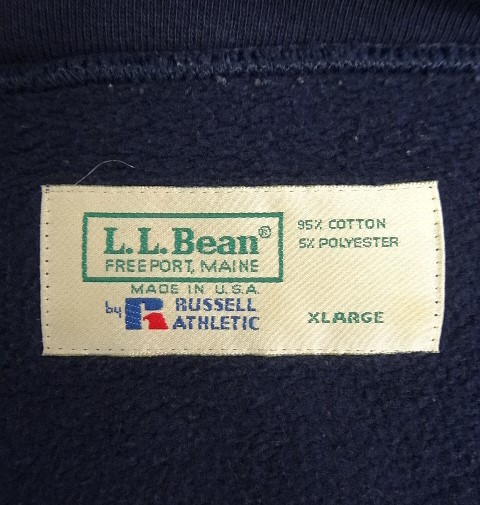 L.L.Bean®
FREEPORT, MAINE
MADE IN U.S.A.
by RUSSELL
ATHLETIC
95% COTTON
5% POLYESTER
XLARGE